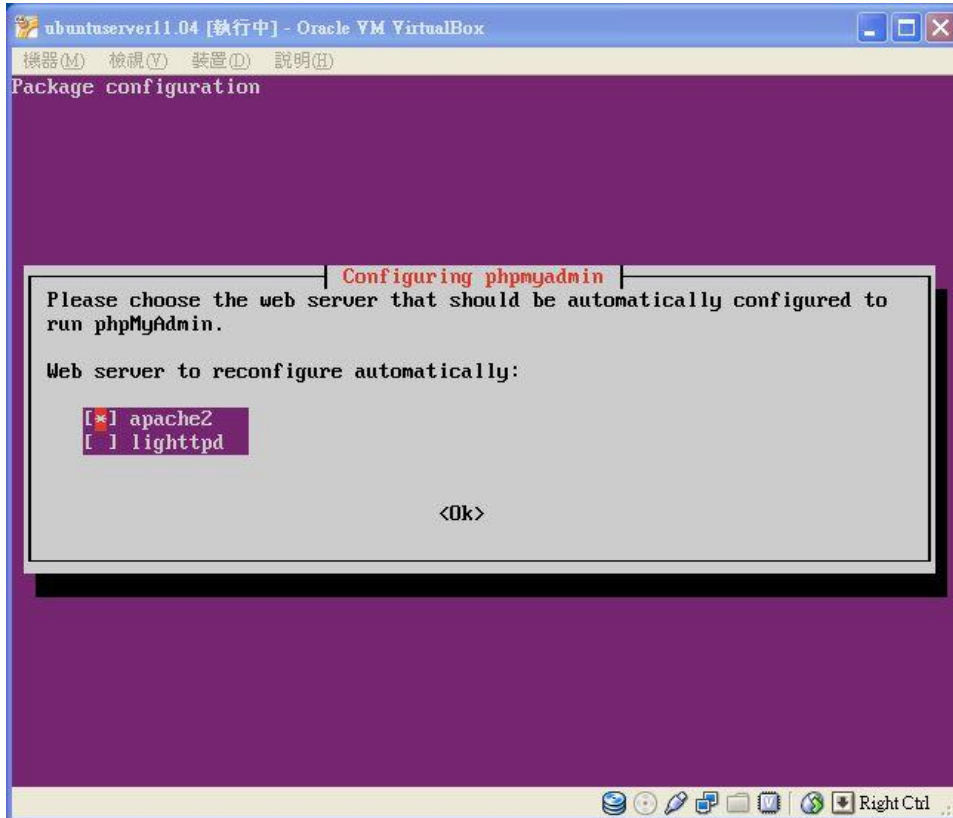 ubuntuserver11.04 [執行中] - Oracle VM VirtualBox
機器(M) 檢視(V) 裝置(D) 說明(H)
Package configuration
Configuring phpmyadmin
Please choose the web server that should be automatically configured to
run phpMyAdmin.
Web server to reconfigure automatically:
[*] apache2
[ ] lighttpd
<Ok>
Right Ctrl